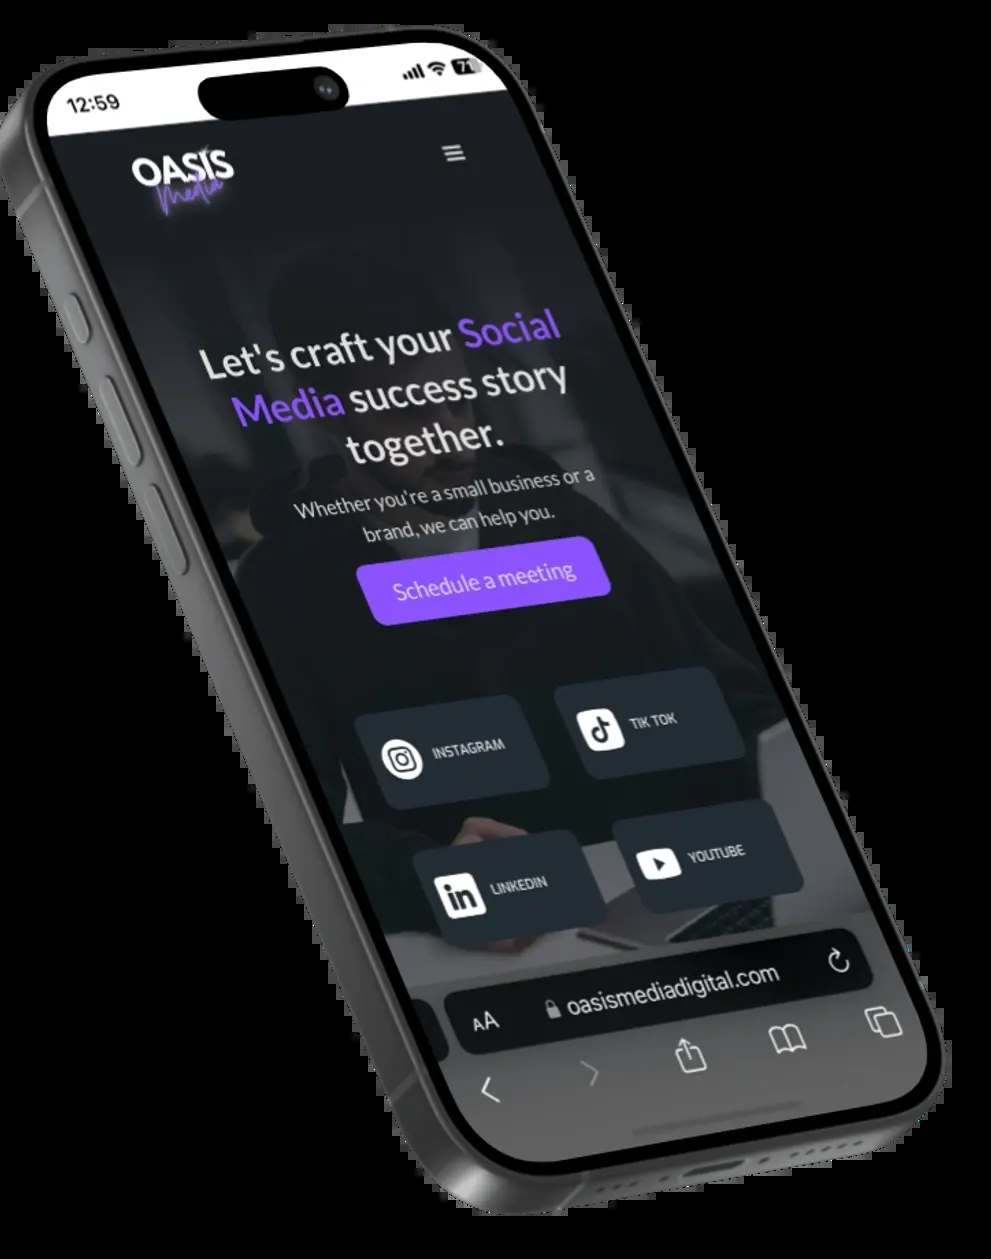 12:59
71
OASIS
Media
Let's craft your Social
Media success story
together.
Whether you're a small business or a
brand, we can help you.
Schedule a meeting
INSTAGRAM
TIK TOK
in LINKEDIN
YOUTUBE
AA oasismediadigital.com